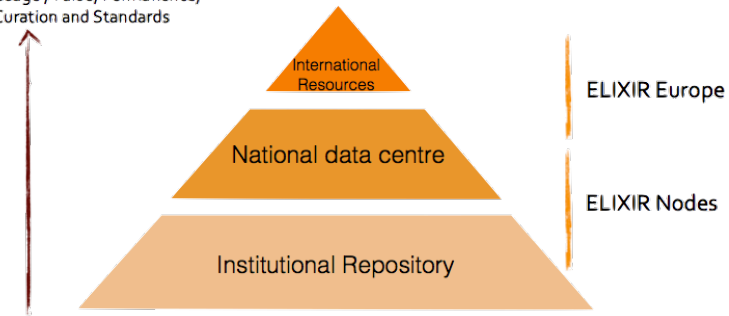 Curation and Standards
International
Resources
ELIXIR Europe
National data centre
ELIXIR Nodes
Institutional Repository